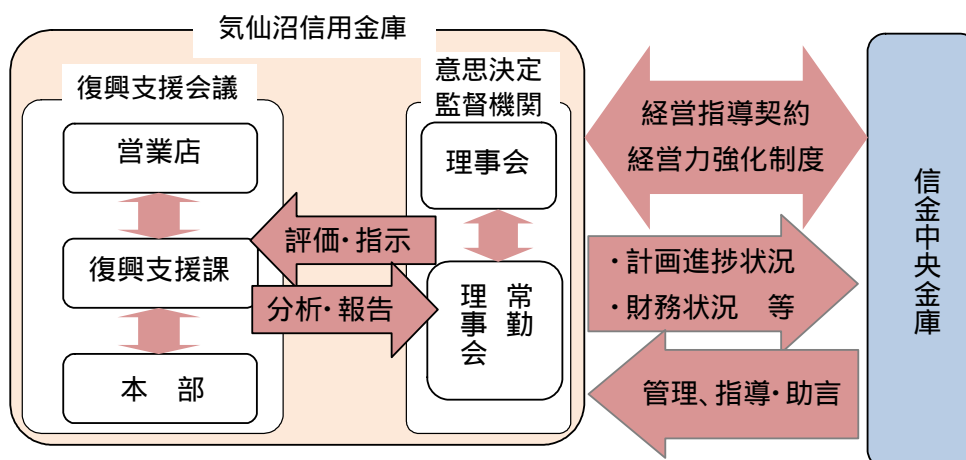 気仙沼信用金庫
復興支援会議
営業店
復興支援課
本　部
評価・指示
分析・報告
意思決定
監督機関
理事会
常勤
理事会
経営指導契約
経営力強化制度
・計画進捗状況
・財務状況　等
管理、指導・助言
信金中央金庫